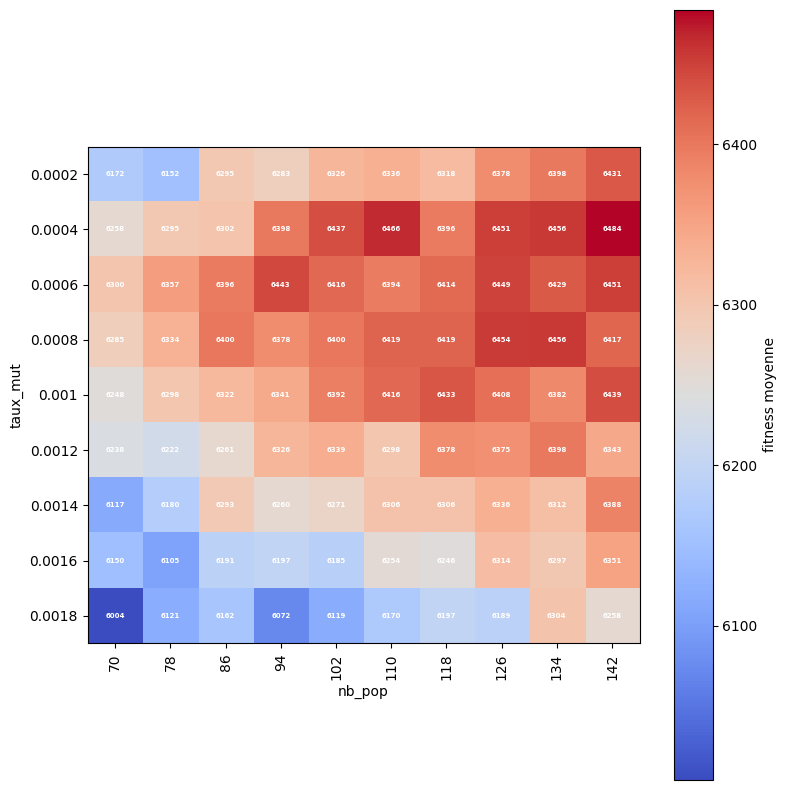 0.0002 6172 6152 6295 6283 6326 6336 6318 6378 6398 6431
0.0004 6258 6295 6302 6398 6437 6466 6396 6451 6456 6484
0.0006 6300 6357 6396 6443 6416 6394 6414 6449 6429 6451
0.0008 6285 6334 6400 6378 6400 6419 6419 6454 6456 6417
0.001 6248 6298 6322 6341 6392 6416 6433 6408 6382 6439
0.0012 6238 6222 6261 6326 6339 6298 6378 6375 6398 6343
0.0014 6117 6180 6293 6260 6271 6306 6306 6336 6312 6388
0.0016 6150 6105 6191 6197 6185 6254 6246 6314 6297 6351
0.0018 6004 6121 6162 6072 6119 6170 6197 6189 6304 6258
70 78 86 94 102 110 118 126 134 142
nb_pop
taux_mut
6400
6300
6200
6100
fitness moyenne